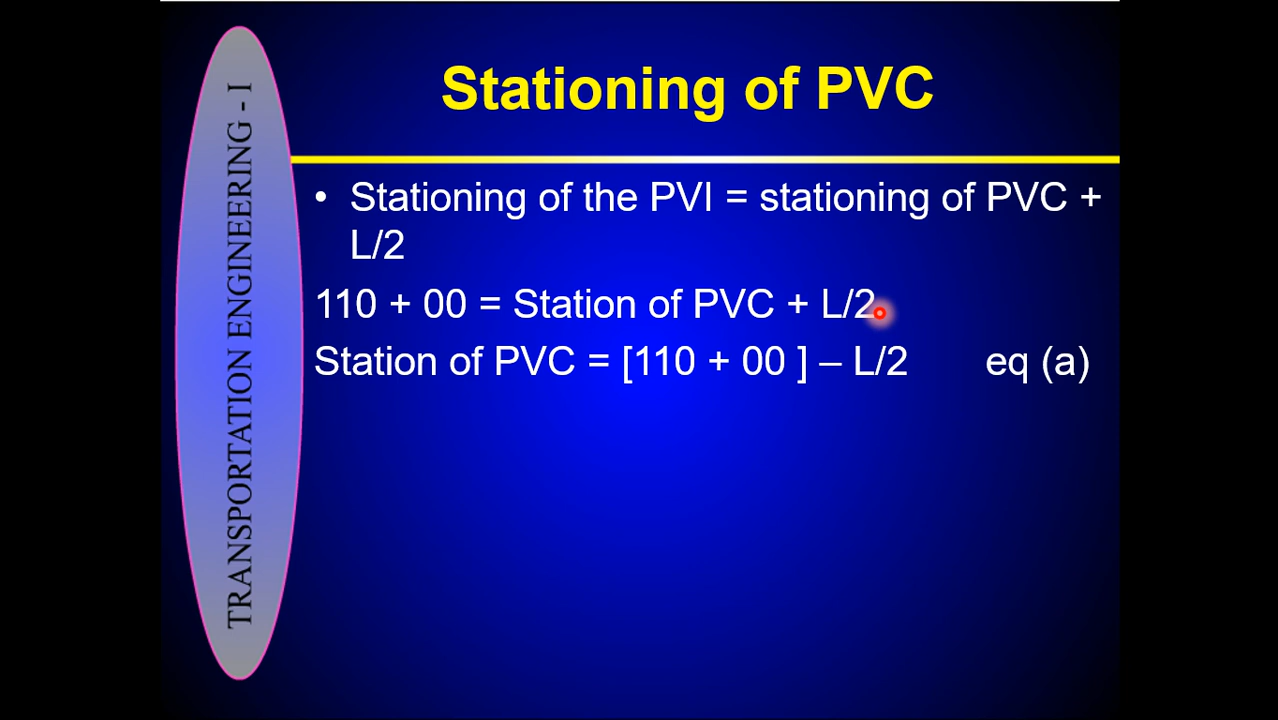 TRANSPORTATION ENGINEERING - I
Stationing of PVC
• Stationing of the PVI = stationing of PVC +
L/2
110 + 00 = Station of PVC + L/2
Station of PVC = [110 + 00 ] – L/2 eq (a)